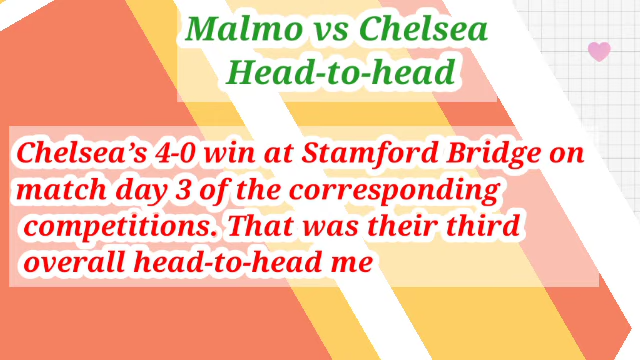 Malmo vs Chelsea
Head-to-head
Chelsea’s 4-0 win at Stamford Bridge on
match day 3 of the corresponding
competitions. That was their third
overall head-to-head me